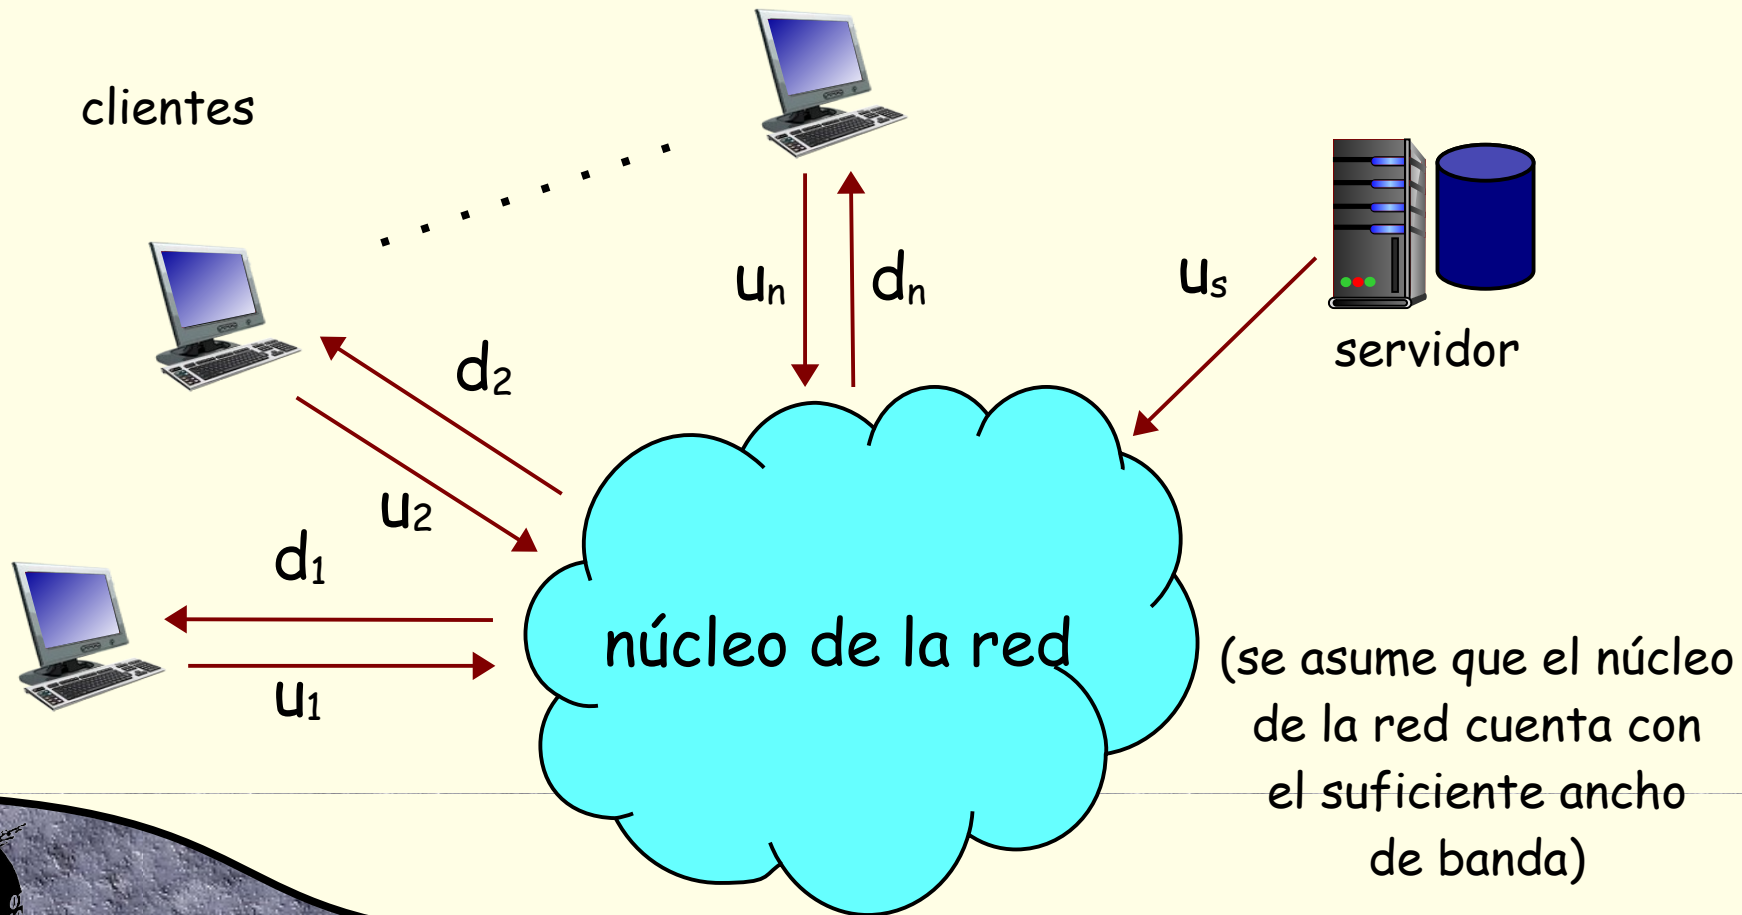 clientes
uₙ
dₙ
uₛ
servidor
d₂
u₂
d₁
u₁
núcleo de la red
(se asume que el núcleo
de la red cuenta con
el suficiente ancho
de banda)